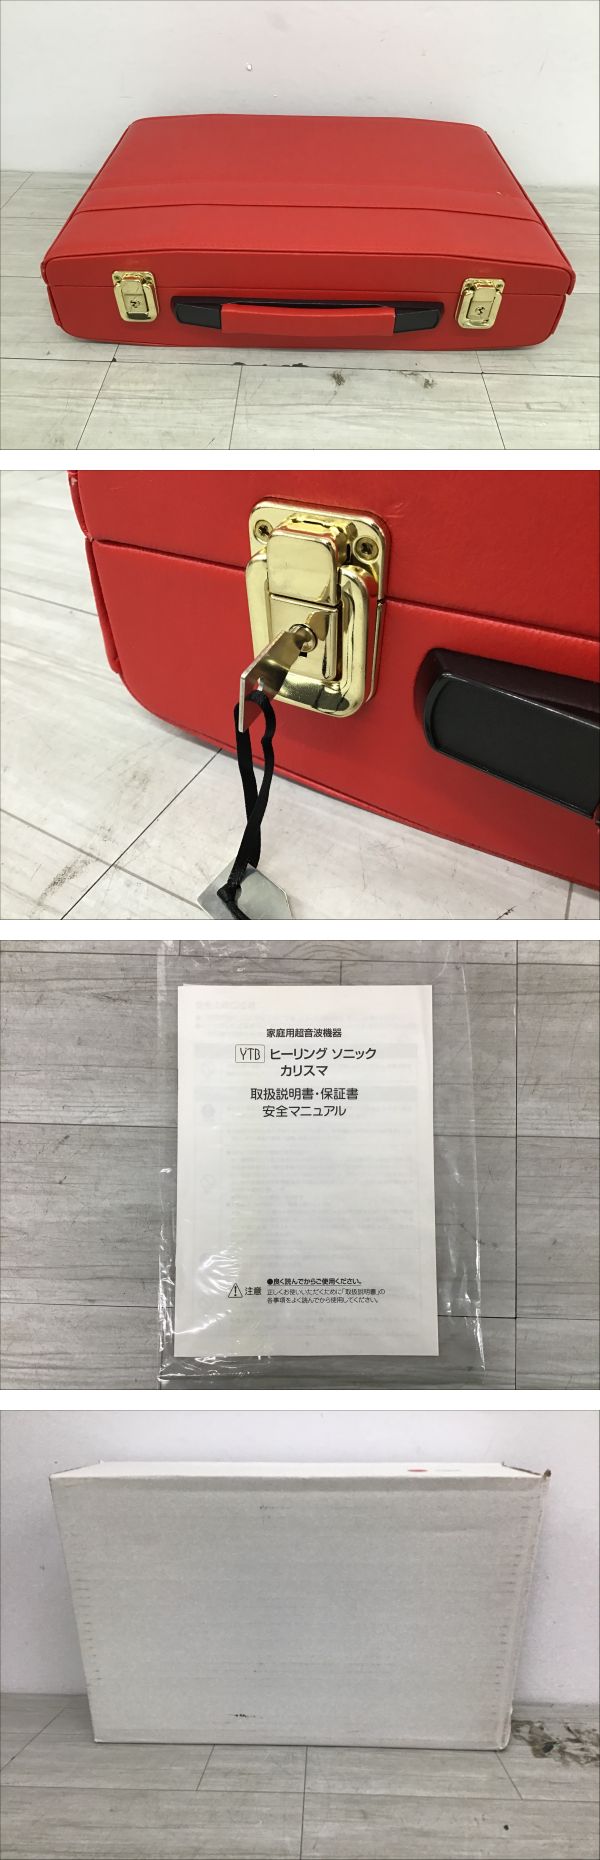 家庭用超音波機器
YTB ヒーリング ソニック
カリスマ
取扱説明書・保証書
安全マニュアル
●良く読んでからご使用ください。
注意 正しくお使いいただくために「取扱説明書」の
各事項をよく読んでから使用してください。